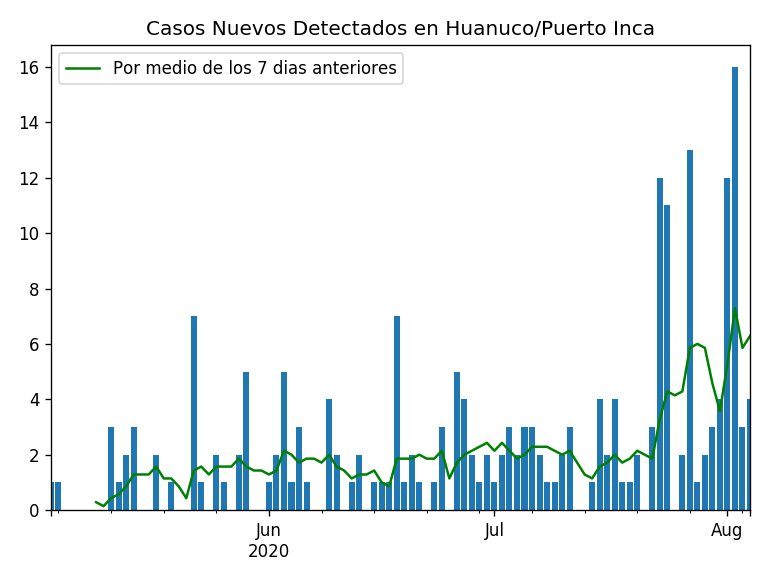 Casos Nuevos Detectados en Huanuco/Puerto Inca
Por medio de los 7 dias anteriores
16
14
12
10
8
6
4
2
0
Jun
2020
Jul
Aug